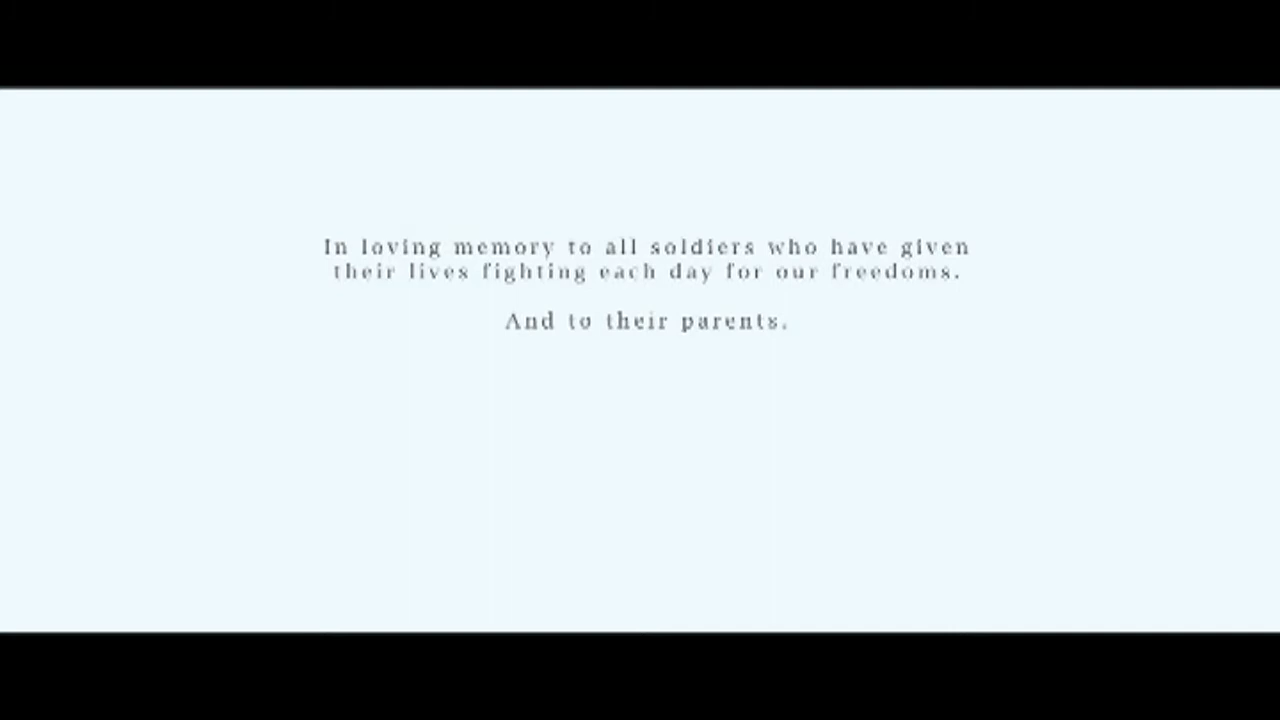 In loving memory to all soldiers who have given
their lives fighting each day for our freedoms.
And to their parents.